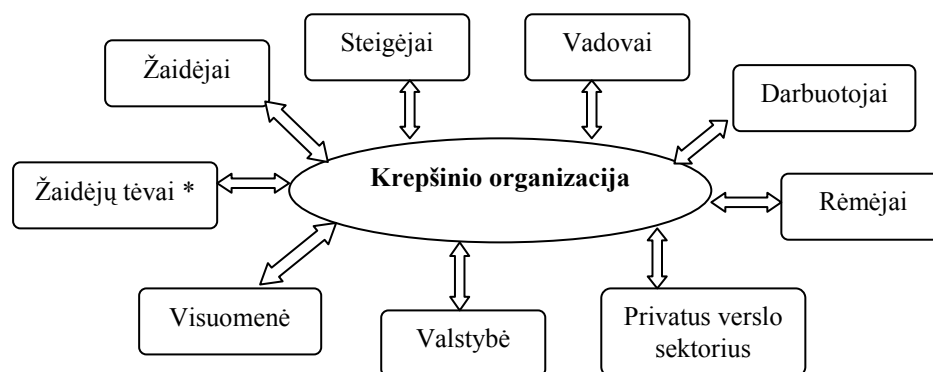 Steigėjai
Vadovai
Žaidėjai
Darbuotojai
Krepšinio organizacija
Žaidėjų tėvai *
Rėmėjai
Visuomenė
Valstybė
Privatus verslo
sektorius